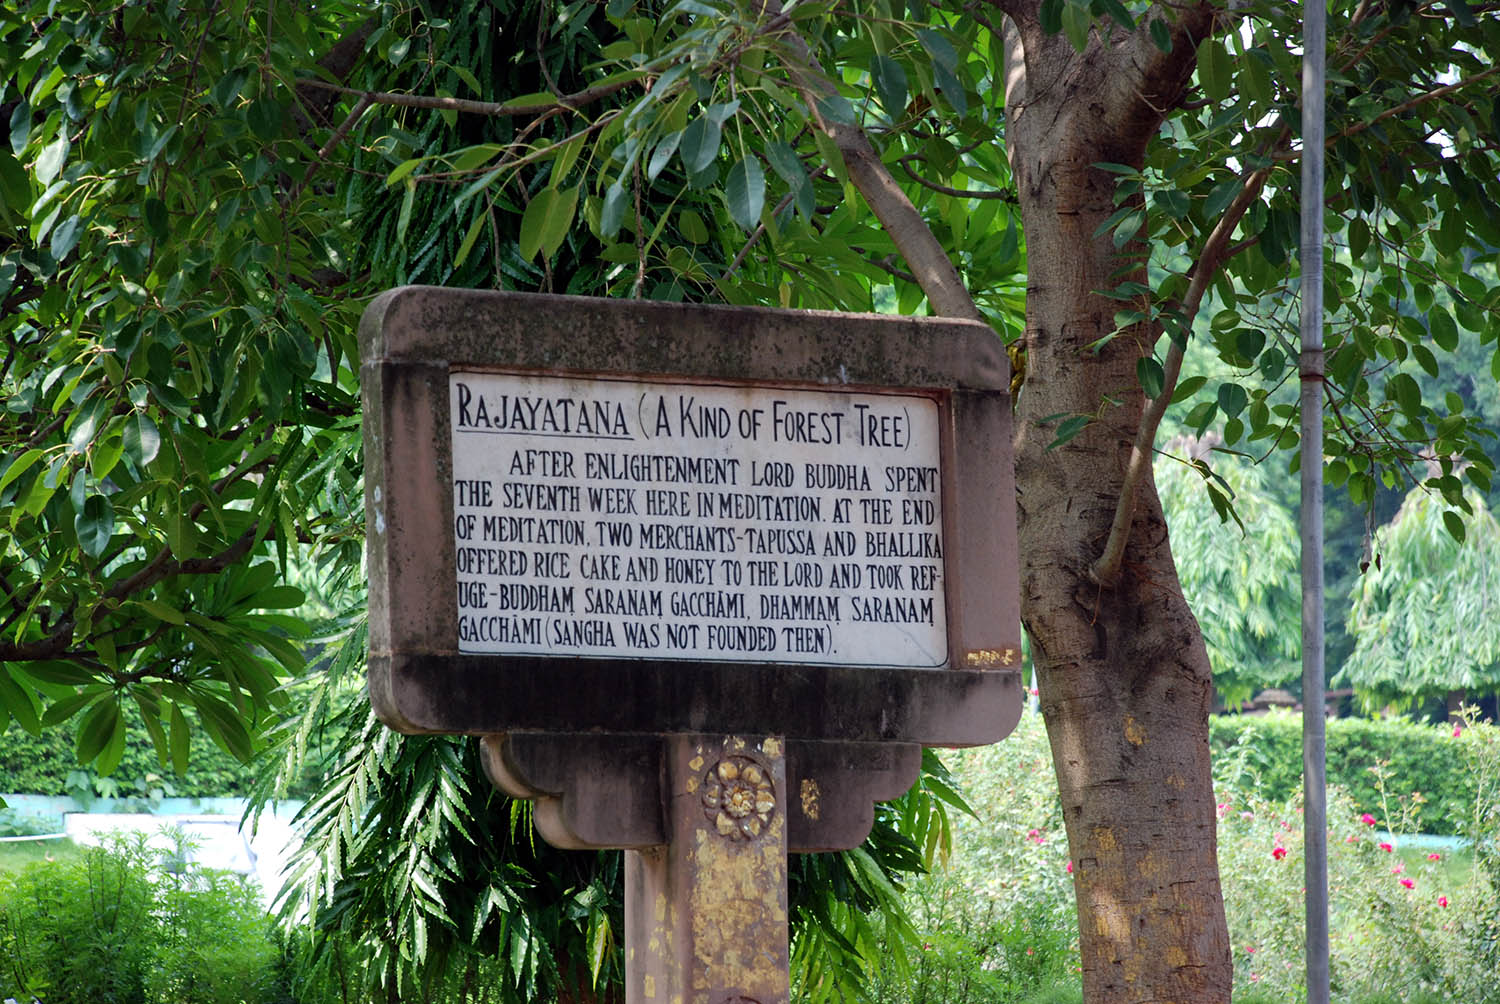 RAJAYATANA (A KIND OF FOREST TREE)
AFTER ENLIGHTENMENT LORD BUDDHA SPENT
THE SEVENTH WEEK HERE IN MEDITATION. AT THE END
OF MEDITATION, TWO MERCHANTS-TAPUSSA AND BHALLIKA
OFFERED RICE CAKE AND HONEY TO THE LORD AND TOOK REF-
UGE-BUDDHAṂ SARANAṂ GACCHĀMI, DHAMMAṂ SARANAṂ
GACCHĀMI (SAṄGHA WAS NOT FOUNDED THEN).